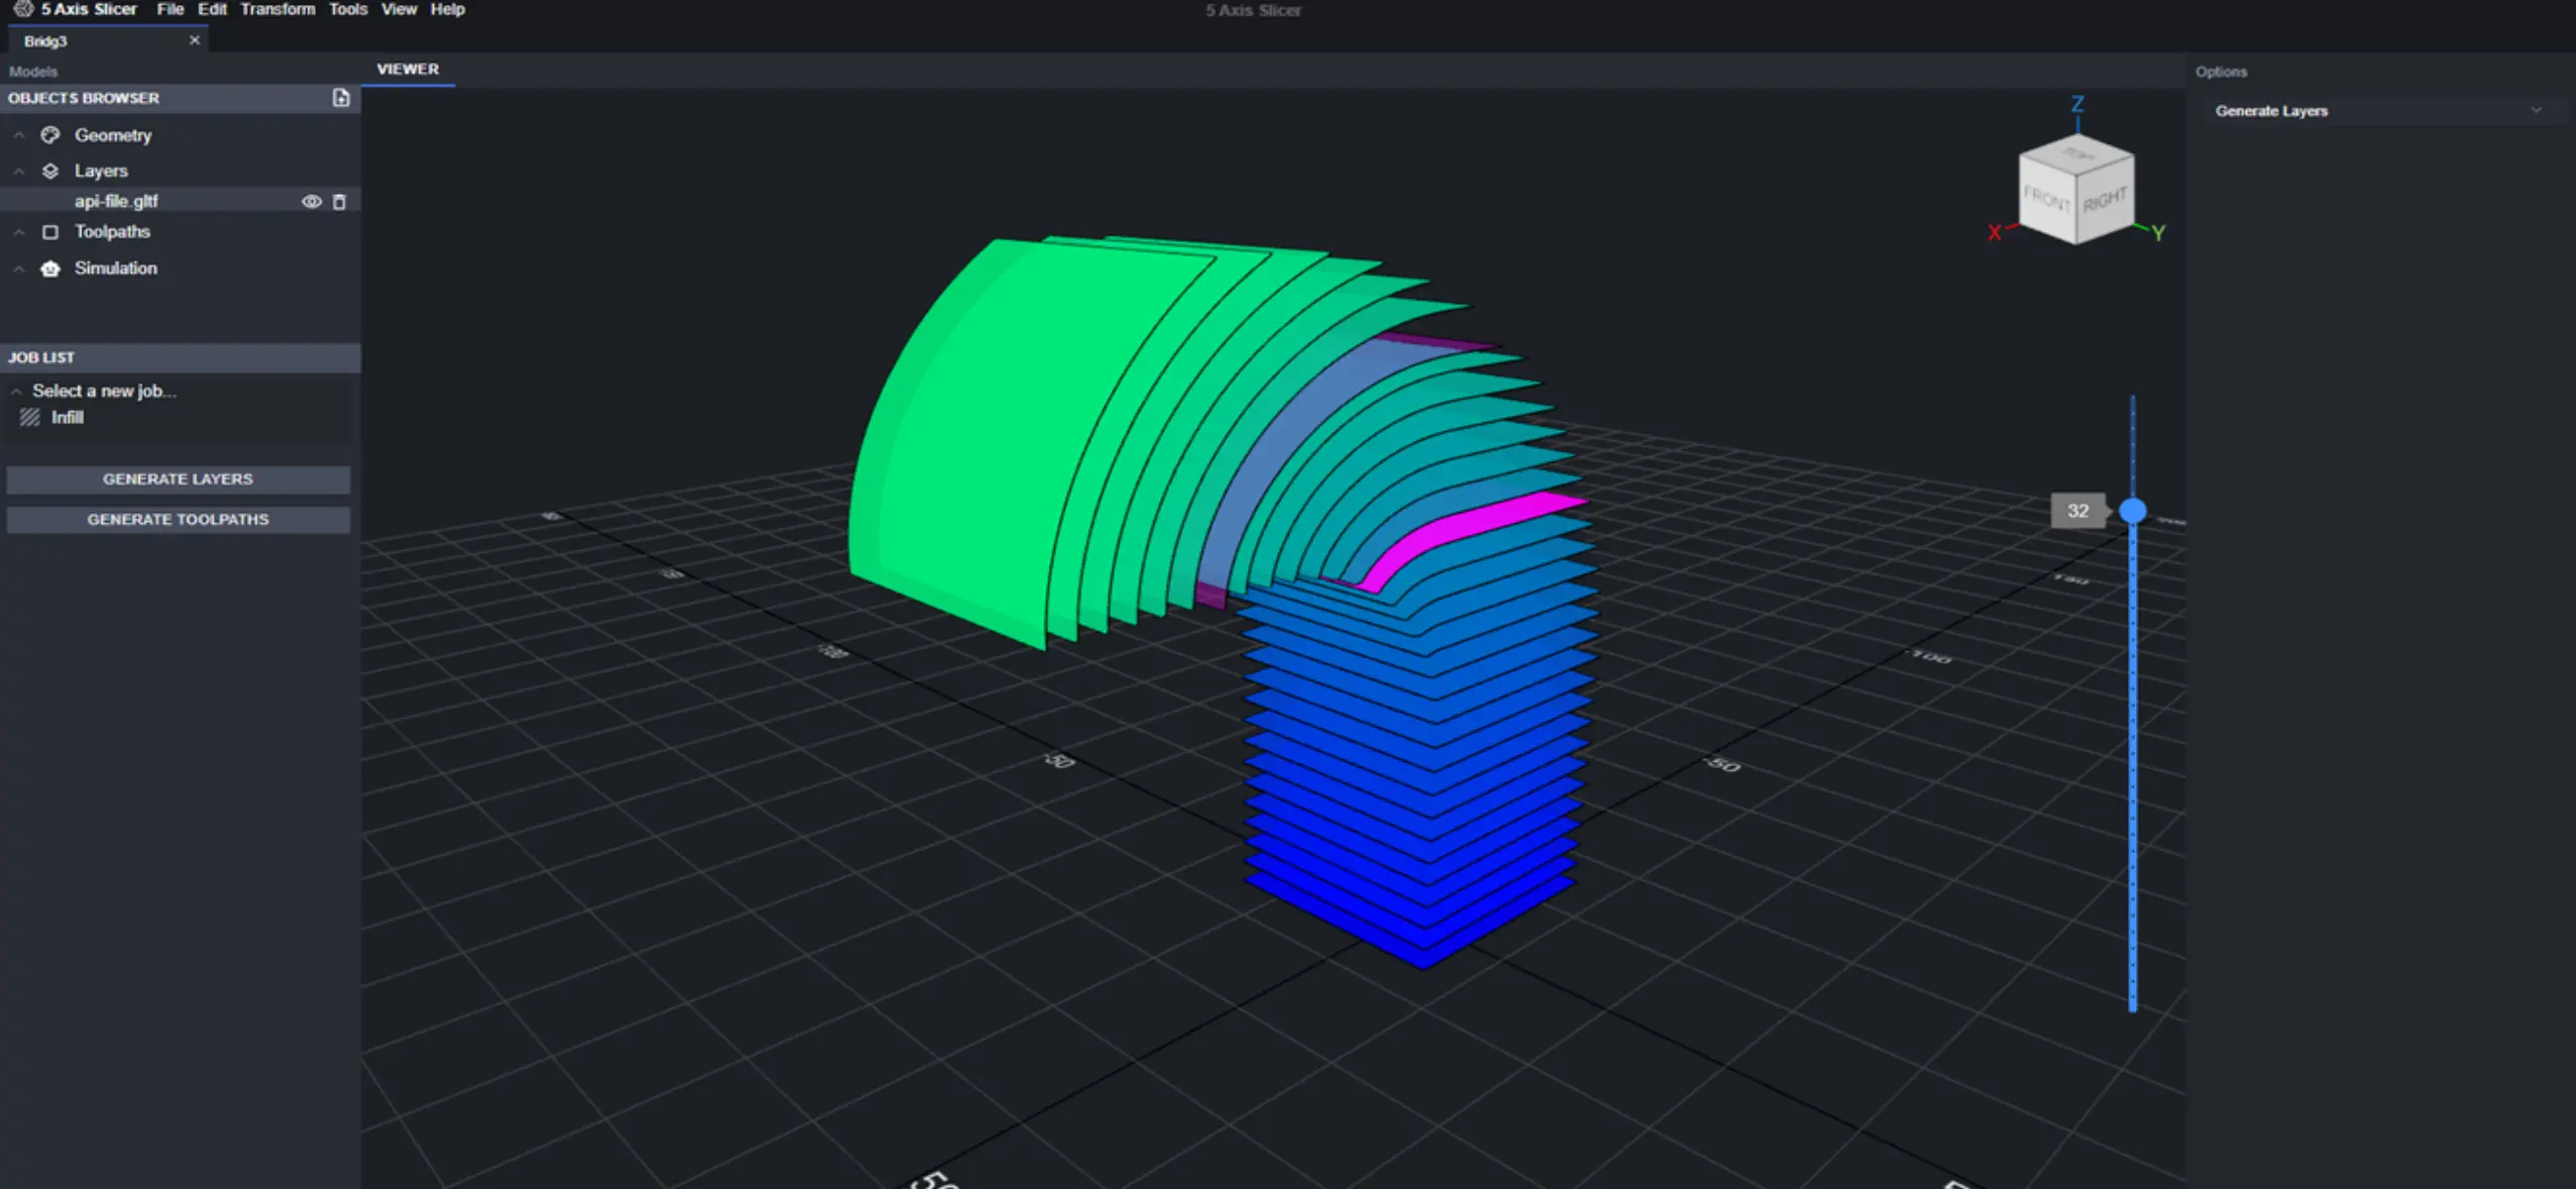 5 Axis Slicer File Edit Transform Tools View Help
5 Axis Slicer
Bridg3
Models
VIEWER
Options
OBJECTS BROWSER
Generate Layers
Geometry
Layers
api-file.gltf
Toolpaths
Simulation
JOB LIST
Select a new job...
Infill
GENERATE LAYERS
GENERATE TOOLPATHS
Z
TOP
FRONT
RIGHT
X
Y
32
-100
-100
-50
-50
50